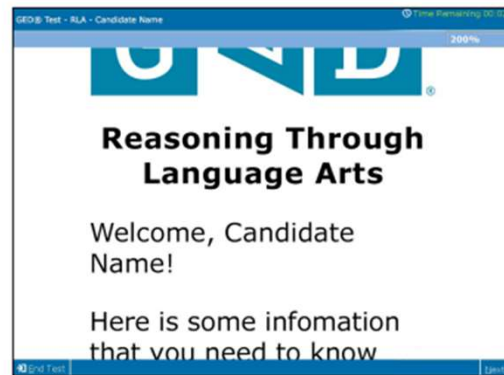 GED® Test - RLA - Candidate Name
Time Remaining 00:0
200%
®
Reasoning Through
Language Arts
Welcome, Candidate
Name!
Here is some infomation
that you need to know
End Test